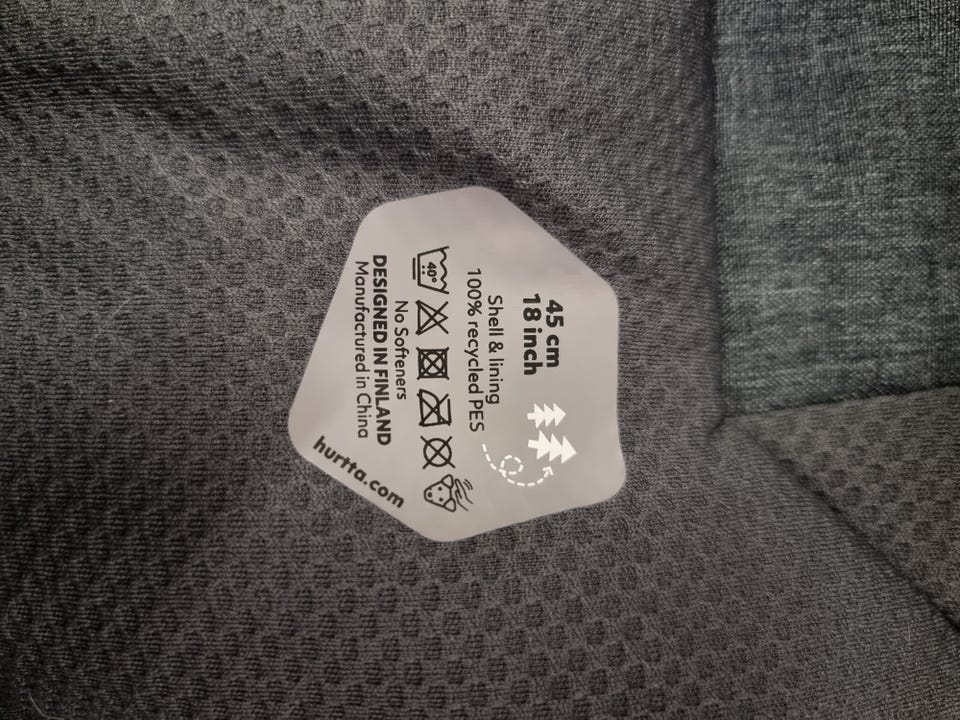 45 cm
18 inch
Shell & lining
100% recycled PES
40°
No Softeners
DESIGNED IN FINLAND
Manufactured in China
hurtta.com